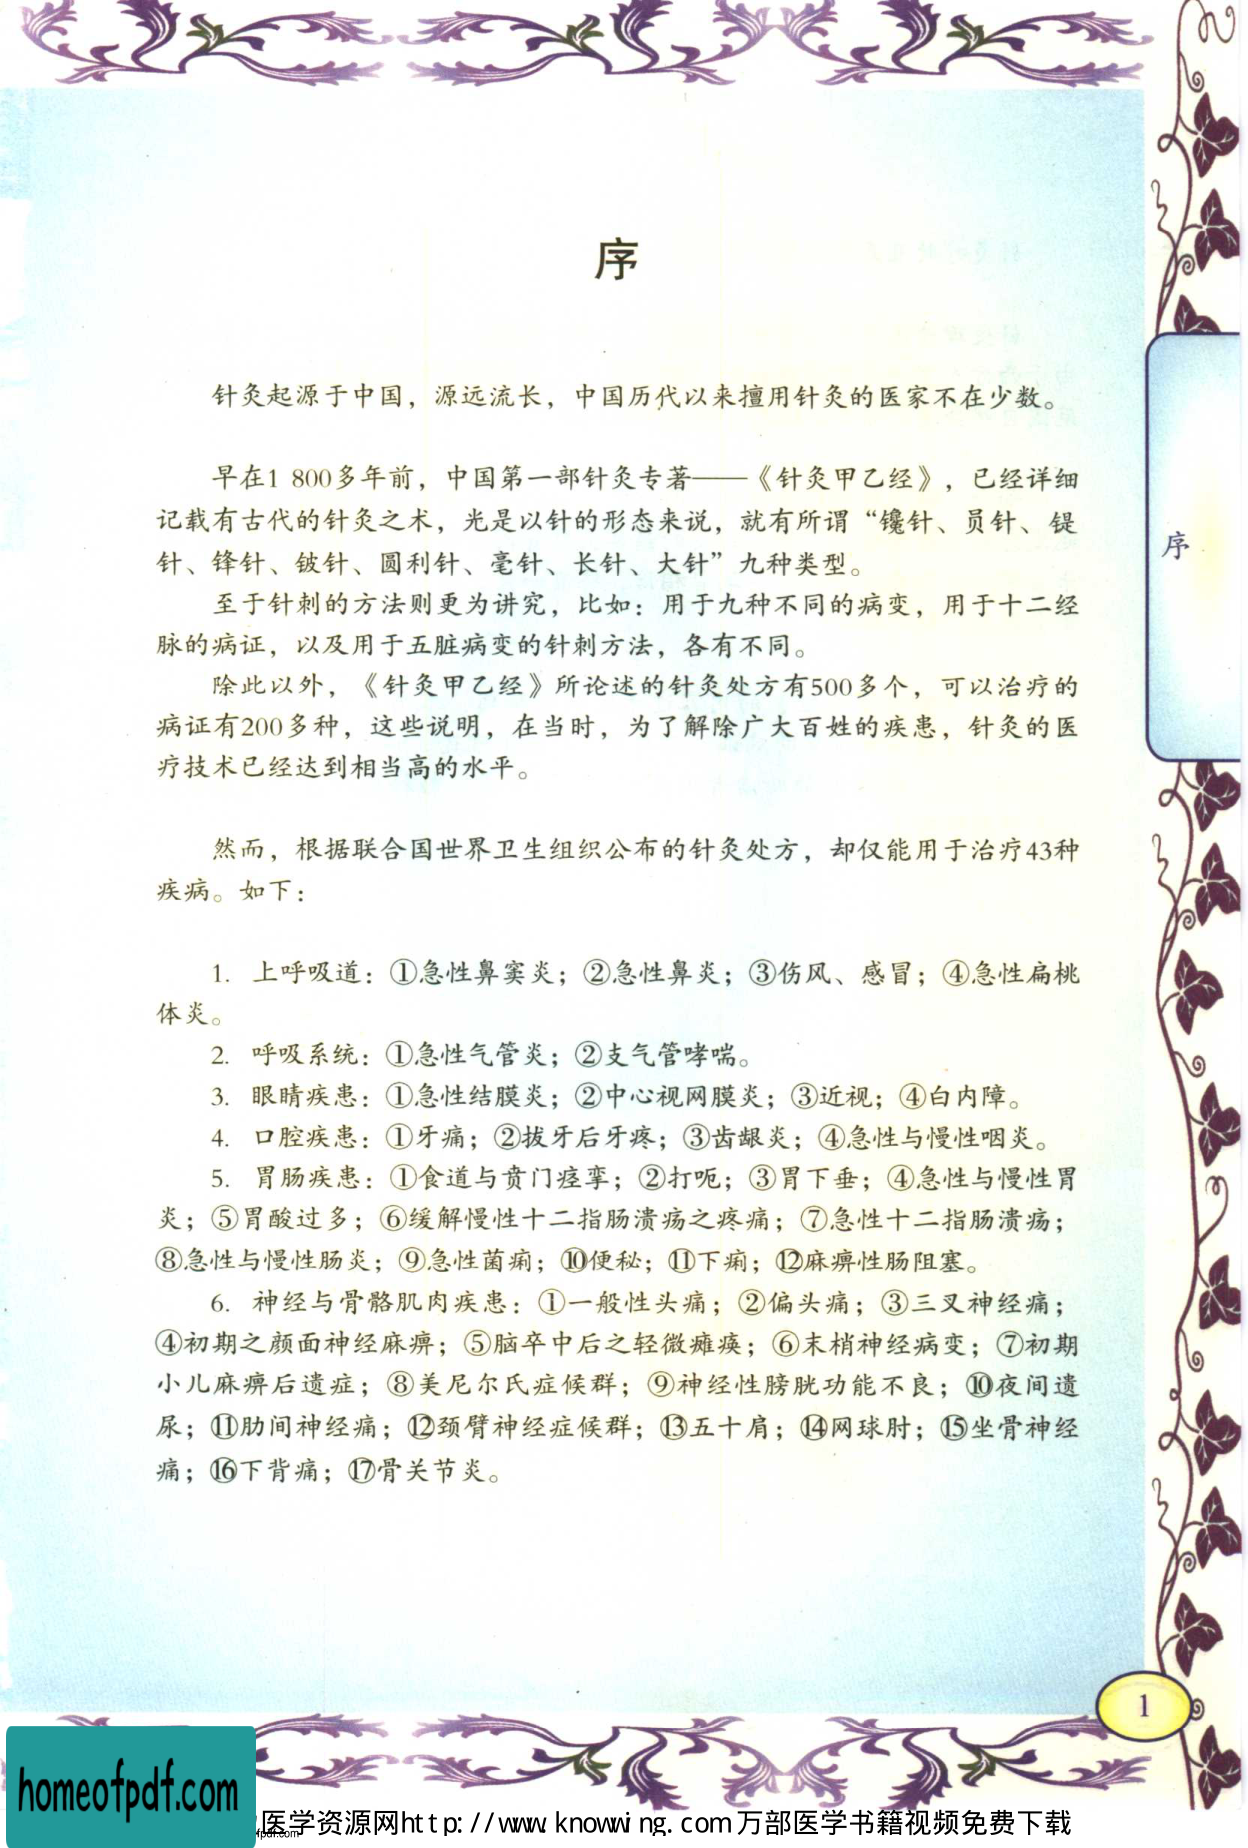 序
针灸起源于中国，源远流长，中国历代以来擅用针灸的医家不在少数。
早在1 800多年前，中国第一部针灸专著——《针灸甲乙经》，已经详细
记载有古代的针灸之术，光是以针的形态来说，就有所谓“镵针、员针、鍉
针、锋针、铍针、圆利针、毫针、长针、大针”九种类型。
至于针刺的方法则更为讲究，比如：用于九种不同的病变，用于十二经
脉的病证，以及用于五脏病变的针刺方法，各有不同。
除此以外，《针灸甲乙经》所论述的针灸处方有500多个，可以治疗的
病证有200多种，这些说明，在当时，为了解除广大百姓的疾患，针灸的医
疗技术已经达到相当高的水平。
然而，根据联合国世界卫生组织公布的针灸处方，却仅能用于治疗43种
疾病。如下：
1. 上呼吸道：①急性鼻窦炎；②急性鼻炎；③伤风、感冒；④急性扁桃
体炎。
2. 呼吸系统：①急性气管炎；②支气管哮喘。
3. 眼睛疾患：①急性结膜炎；②中心视网膜炎；③近视；④白内障。
4. 口腔疾患：①牙痛；②拔牙后牙疼；③齿龈炎；④急性与慢性咽炎。
5. 胃肠疾患：①食道与贲门痉挛；②打呃；③胃下垂；④急性与慢性胃
炎；⑤胃酸过多；⑥缓解慢性十二指肠溃疡之疼痛；⑦急性十二指肠溃疡；
⑧急性与慢性肠炎；⑨急性菌痢；⑩便秘；⑪下痢；⑫麻痹性肠阻塞。
6. 神经与骨骼肌肉疾患：①一般性头痛；②偏头痛；③三叉神经痛；
④初期之颜面神经麻痹；⑤脑卒中后之轻微瘫痪；⑥末梢神经病变；⑦初期
小儿麻痹后遗症；⑧美尼尔氏症候群；⑨神经性膀胱功能不良；⑩夜间遗
尿；⑪肋间神经痛；⑫颈臂神经症候群；⑬五十肩；⑭网球肘；⑮坐骨神经
痛；⑯下背痛；⑰骨关节炎。
序
1
homeofpdf.com
医学资源网http://www.knowwing.com万部医学书籍视频免费下载